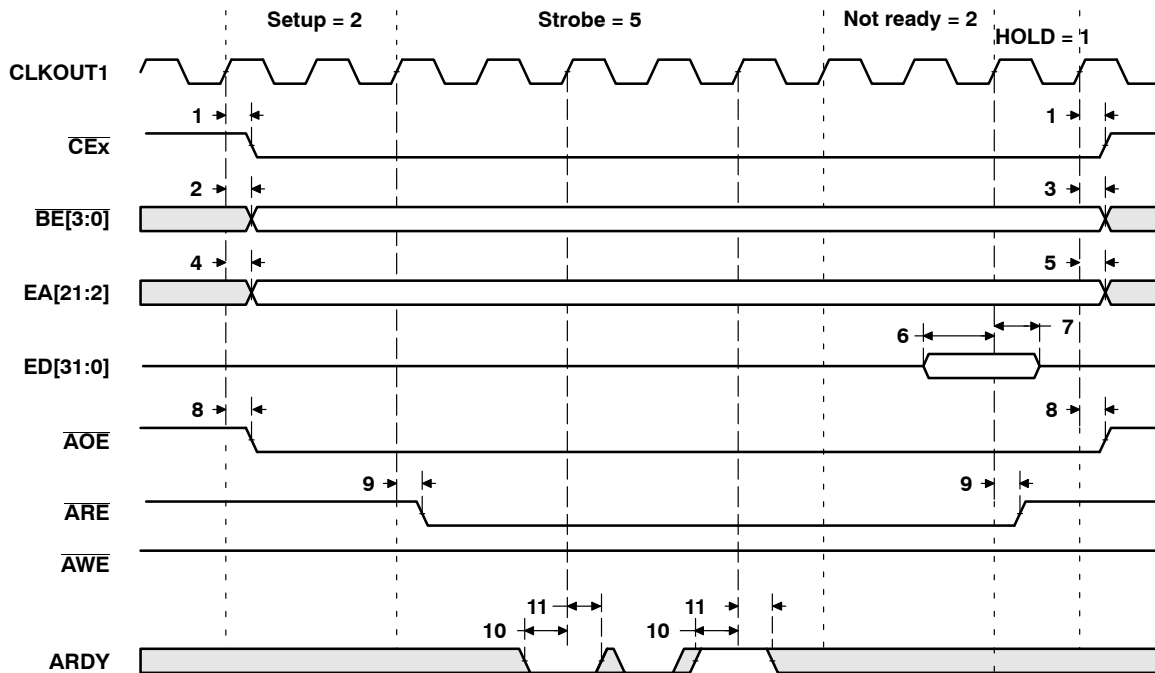 Setup = 2 Strobe = 5 Not ready = 2
HOLD = 1
CLKOUT1
1 1
CEx
2 3
BE[3:0]
4 5
EA[21:2]
6 7
ED[31:0]
8 8
AOE
9 9
ARE
AWE
11 11
10 10
ARDY